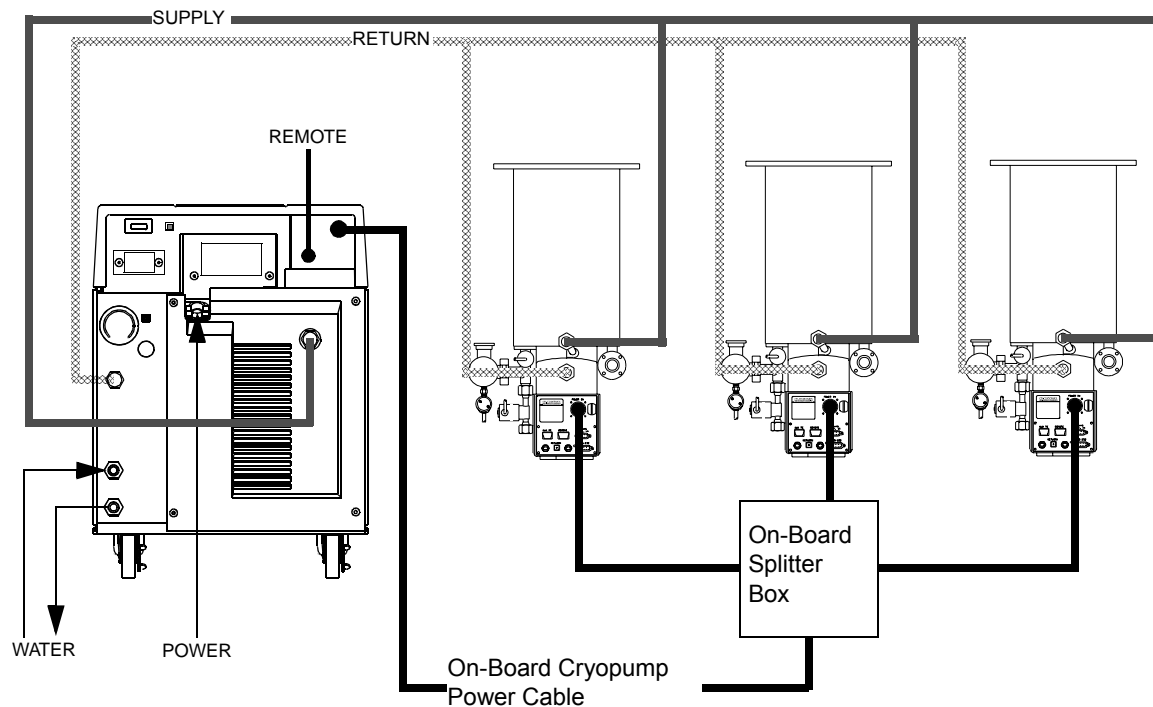 SUPPLY
RETURN
REMOTE
On-Board
Splitter
Box
WATER
POWER
On-Board Cryopump
Power Cable